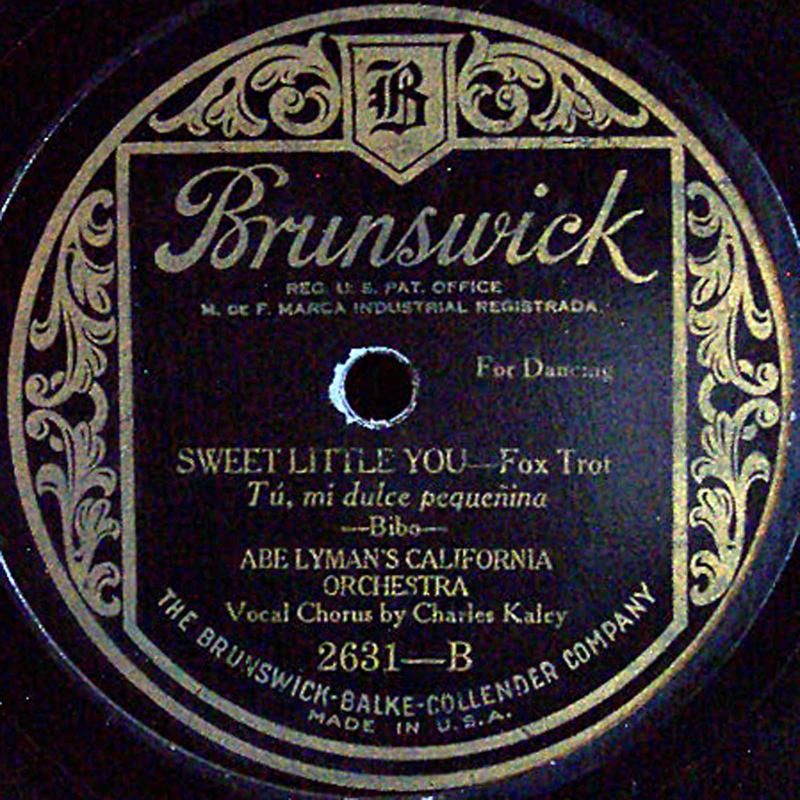 B
Brunswick
REG. U. S. PAT. OFFICE
M. DE F. MARCA INDUSTRIAL REGISTRADA.
For Dancing
SWEET LITTLE YOU—Fox Trot
Tú, mi dulce pequeñina
—Bibo—
ABE LYMAN'S CALIFORNIA
ORCHESTRA
Vocal Chorus by Charles Kaley
2631—B
THE BRUNSWICK-BALKE-COLLENDER COMPANY
MADE IN U.S.A.